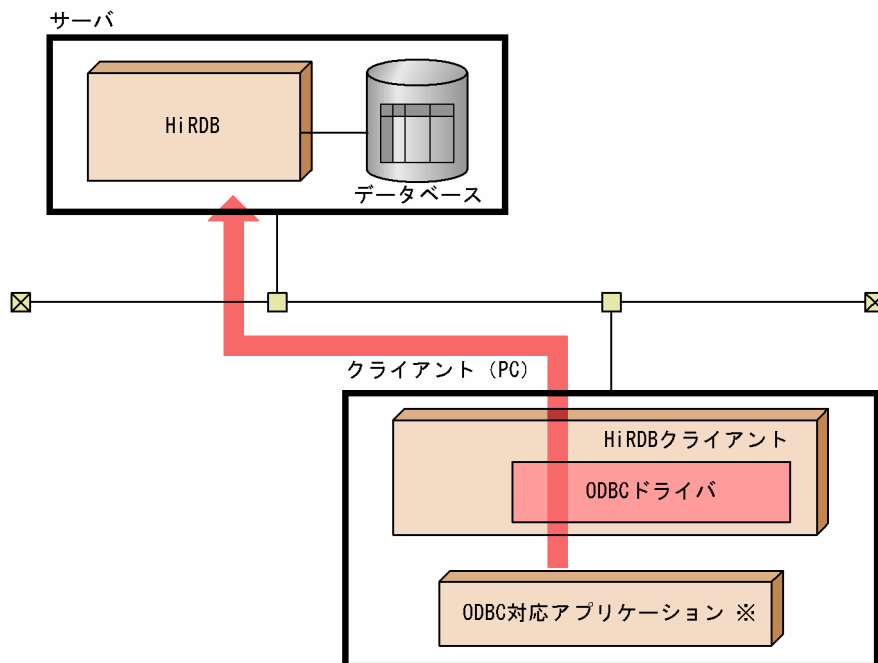 サーバ
HiRDB
データベース
クライアント（PC）
HiRDBクライアント
ODBCドライバ
ODBC対応アプリケーション ※